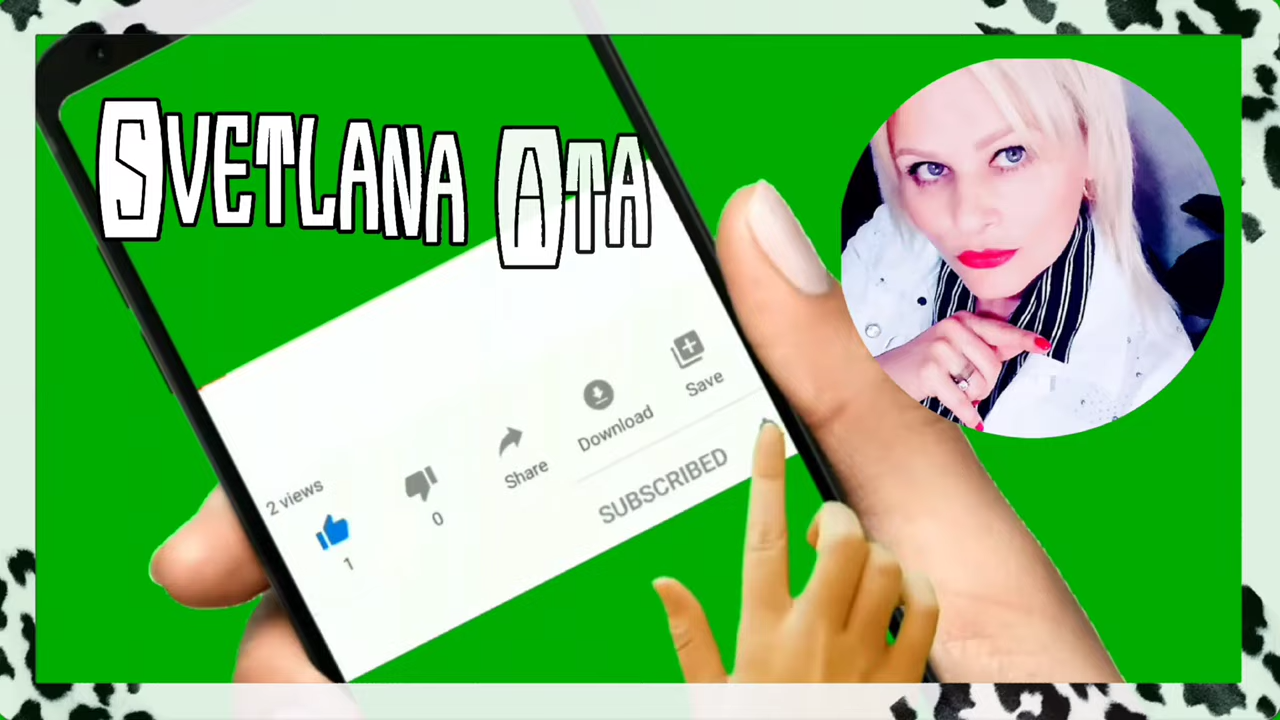 Svetlana Ata
Save
Download
Share
2 views
0
1
SUBSCRIBED